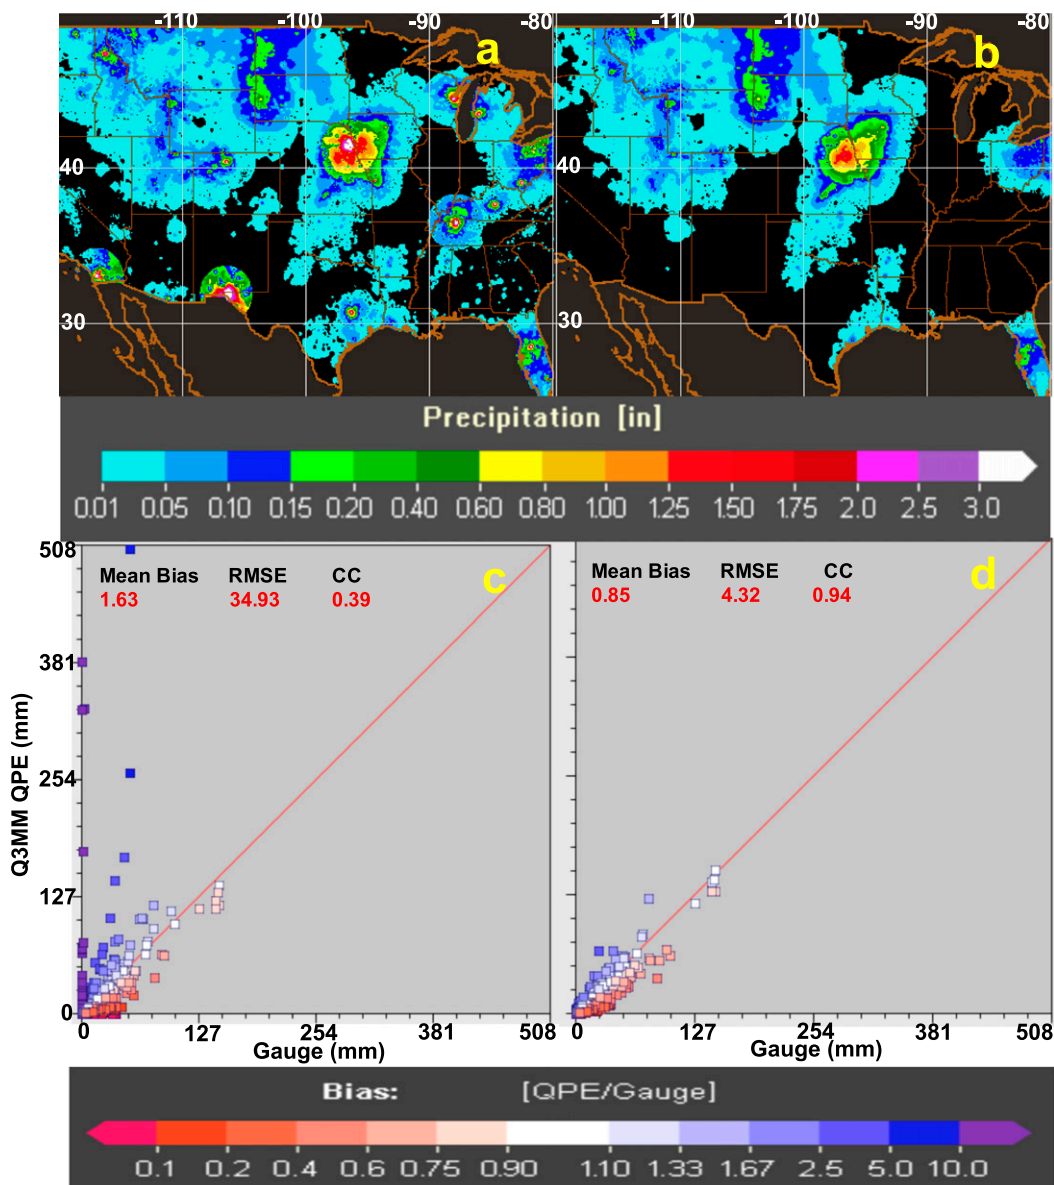 -110 -100 -90 -80 -110 -100 -90 -80
a b
40 40
30 30
Precipitation [in]
0.01 0.05 0.10 0.15 0.20 0.40 0.60 0.80 1.00 1.25 1.50 1.75 2.0 2.5 3.0
508
Mean Bias RMSE CC
1.63 34.93 0.39
c
Mean Bias RMSE CC
0.85 4.32 0.94
d
381
254
127
0
Q3MM QPE (mm)
0 127 254 381 508
Gauge (mm)
0 127 254 381 508
Gauge (mm)
Bias: [QPE/Gauge]
0.1 0.2 0.4 0.6 0.75 0.90 1.10 1.33 1.67 2.5 5.0 10.0